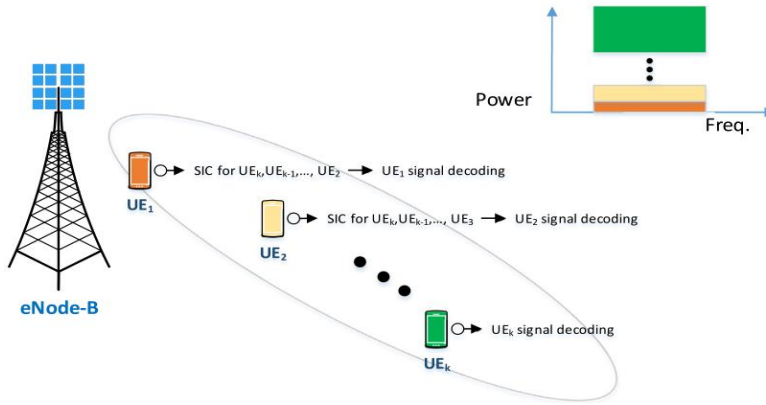 Power
Freq.
SIC for UEk,UEk-1,..., UE2 → UE1 signal decoding
UE1
SIC for UEk,UEk-1,..., UE3 → UE2 signal decoding
UE2
eNode-B
UEk signal decoding
UEk